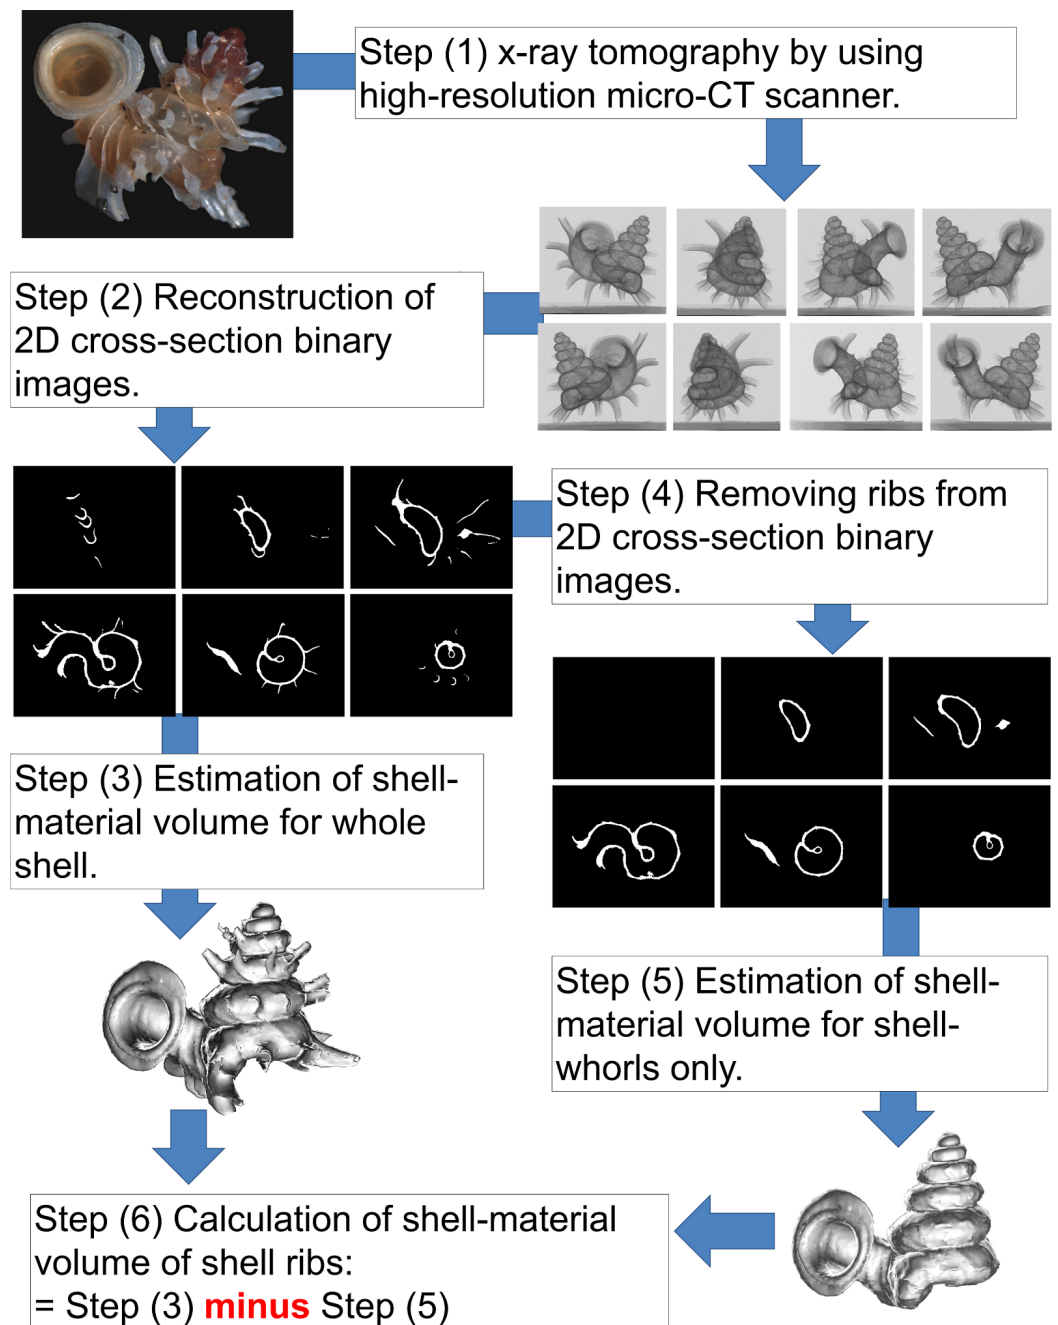 Step (1) x-ray tomography by using
high-resolution micro-CT scanner.
Step (2) Reconstruction of
2D cross-section binary
images.
Step (4) Removing ribs from
2D cross-section binary
images.
Step (3) Estimation of shell-
material volume for whole
shell.
Step (5) Estimation of shell-
material volume for shell-
whorls only.
Step (6) Calculation of shell-material
volume of shell ribs:
= Step (3) minus Step (5)